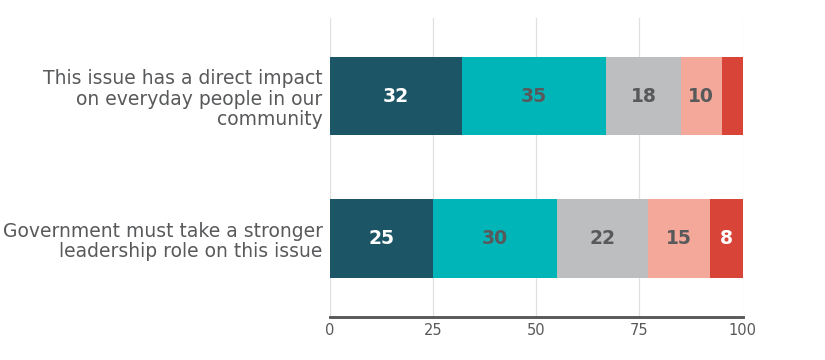 This issue has a direct impact
on everyday people in our
community
32 35 18 10
Government must take a stronger
leadership role on this issue
25 30 22 15 8
0 25 50 75 100